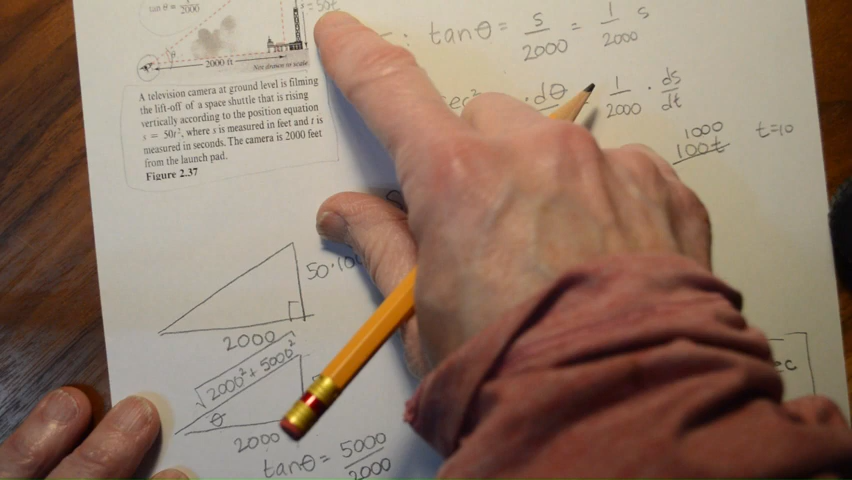 tan θ = s/2000
s = 50t²
2000 ft
Not drawn to scale
A television camera at ground level is filming
the lift-off of a space shuttle that is rising
vertically according to the position equation
s = 50t², where s is measured in feet and t is
measured in seconds. The camera is 2000 feet
from the launch pad.
Figure 2.37
: tanθ = s/2000 = 1/2000 s
sec² · dθ 1/2000 · ds/dt
1000
100t t=10
50·10
2000
√2000² + 5000²
θ
2000
tanθ = 5000/2000
ec